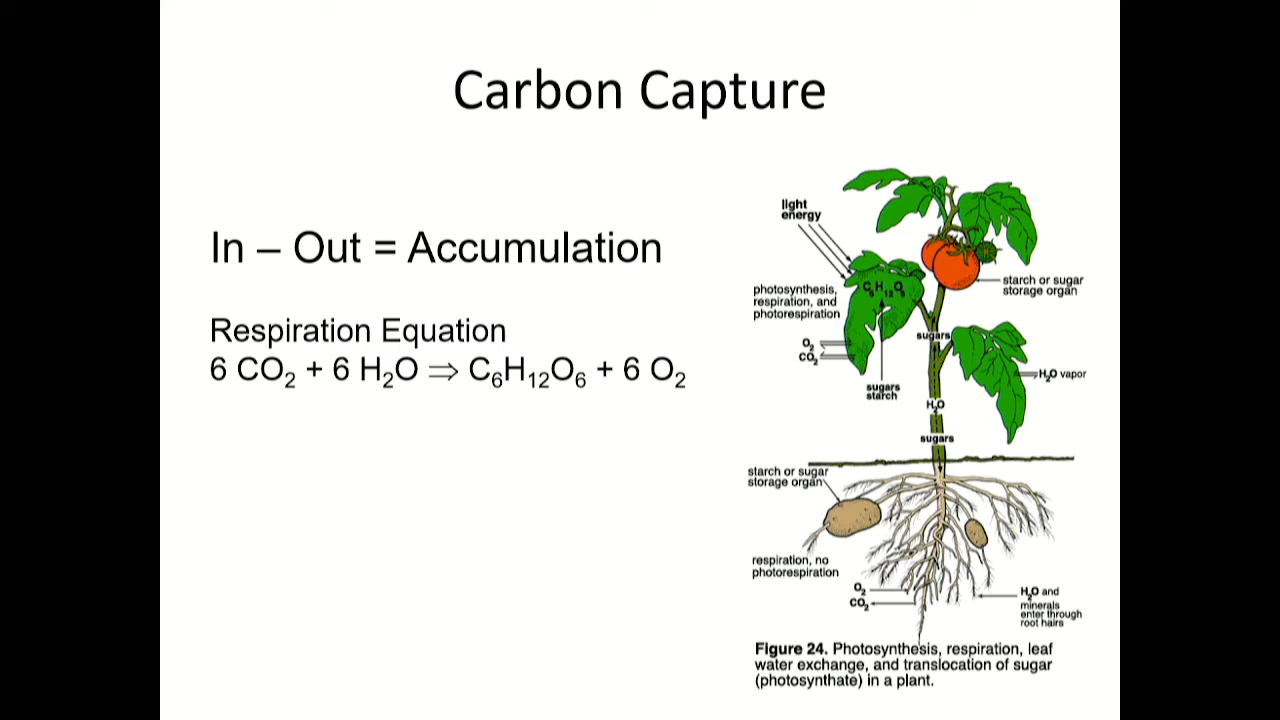 Carbon Capture
In – Out = Accumulation
Respiration Equation
6 CO₂ + 6 H₂O ⇒ C₆H₁₂O₆ + 6 O₂
light
energy
photosynthesis,
respiration, and
photorespiration
O₂
CO₂
C₆H₁₂O₆
sugars
starch
starch or sugar
storage organ
sugars
H₂O vapor
H₂O
sugars
starch or sugar
storage organ
respiration, no
photorespiration
O₂
CO₂
H₂O and
minerals
enter through
root hairs
Figure 24. Photosynthesis, respiration, leaf
water exchange, and translocation of sugar
(photosynthate) in a plant.